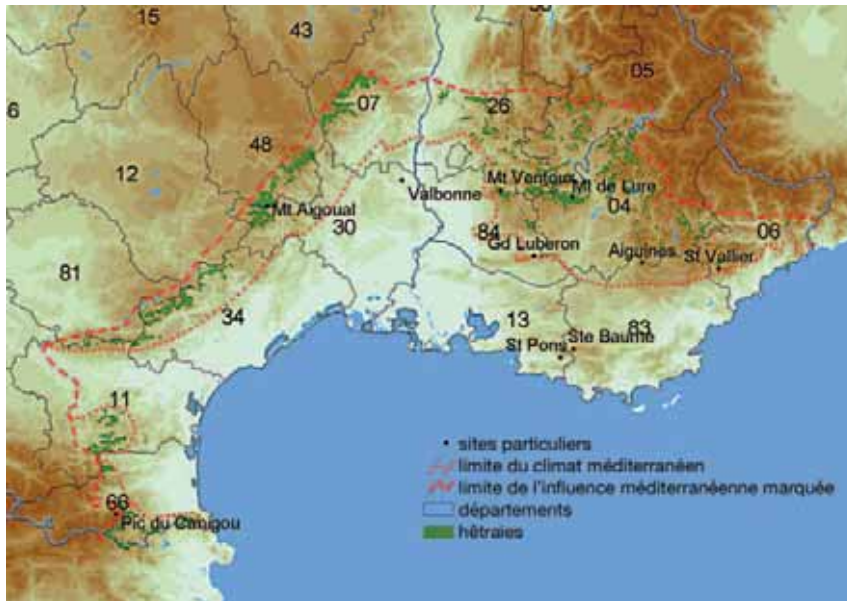 15
43
05
6
07
26
48
12
Mt Ventoux
Mt de Lure
Valbonne
Mt Aigoual
04
30
84
06
Gd Luberon
Aiguines
St Vallier
81
34
13
83
St Pons
Ste Baume
11
66
Pic du Canigou
sites particuliers
limite du climat méditerranéen
limite de l'influence méditerranéenne marquée
départements
hêtraies